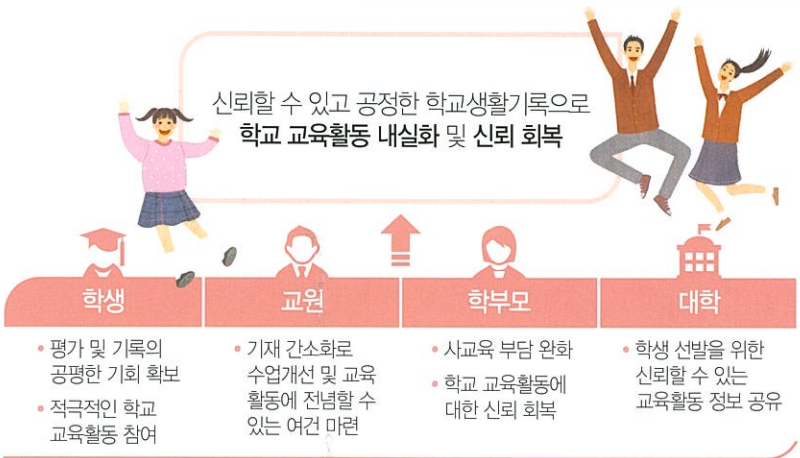 신뢰할 수 있고 공정한 학교생활기록으로
학교 교육활동 내실화 및 신뢰 회복
학생
• 평가 및 기록의
공평한 기회 확보
• 적극적인 학교
교육활동 참여
교원
• 기재 간소화로
수업개선 및 교육
활동에 전념할 수
있는 여건 마련
학부모
• 사교육 부담 완화
• 학교 교육활동에
대한 신뢰 회복
대학
• 학생 선발을 위한
신뢰할 수 있는
교육활동 정보 공유